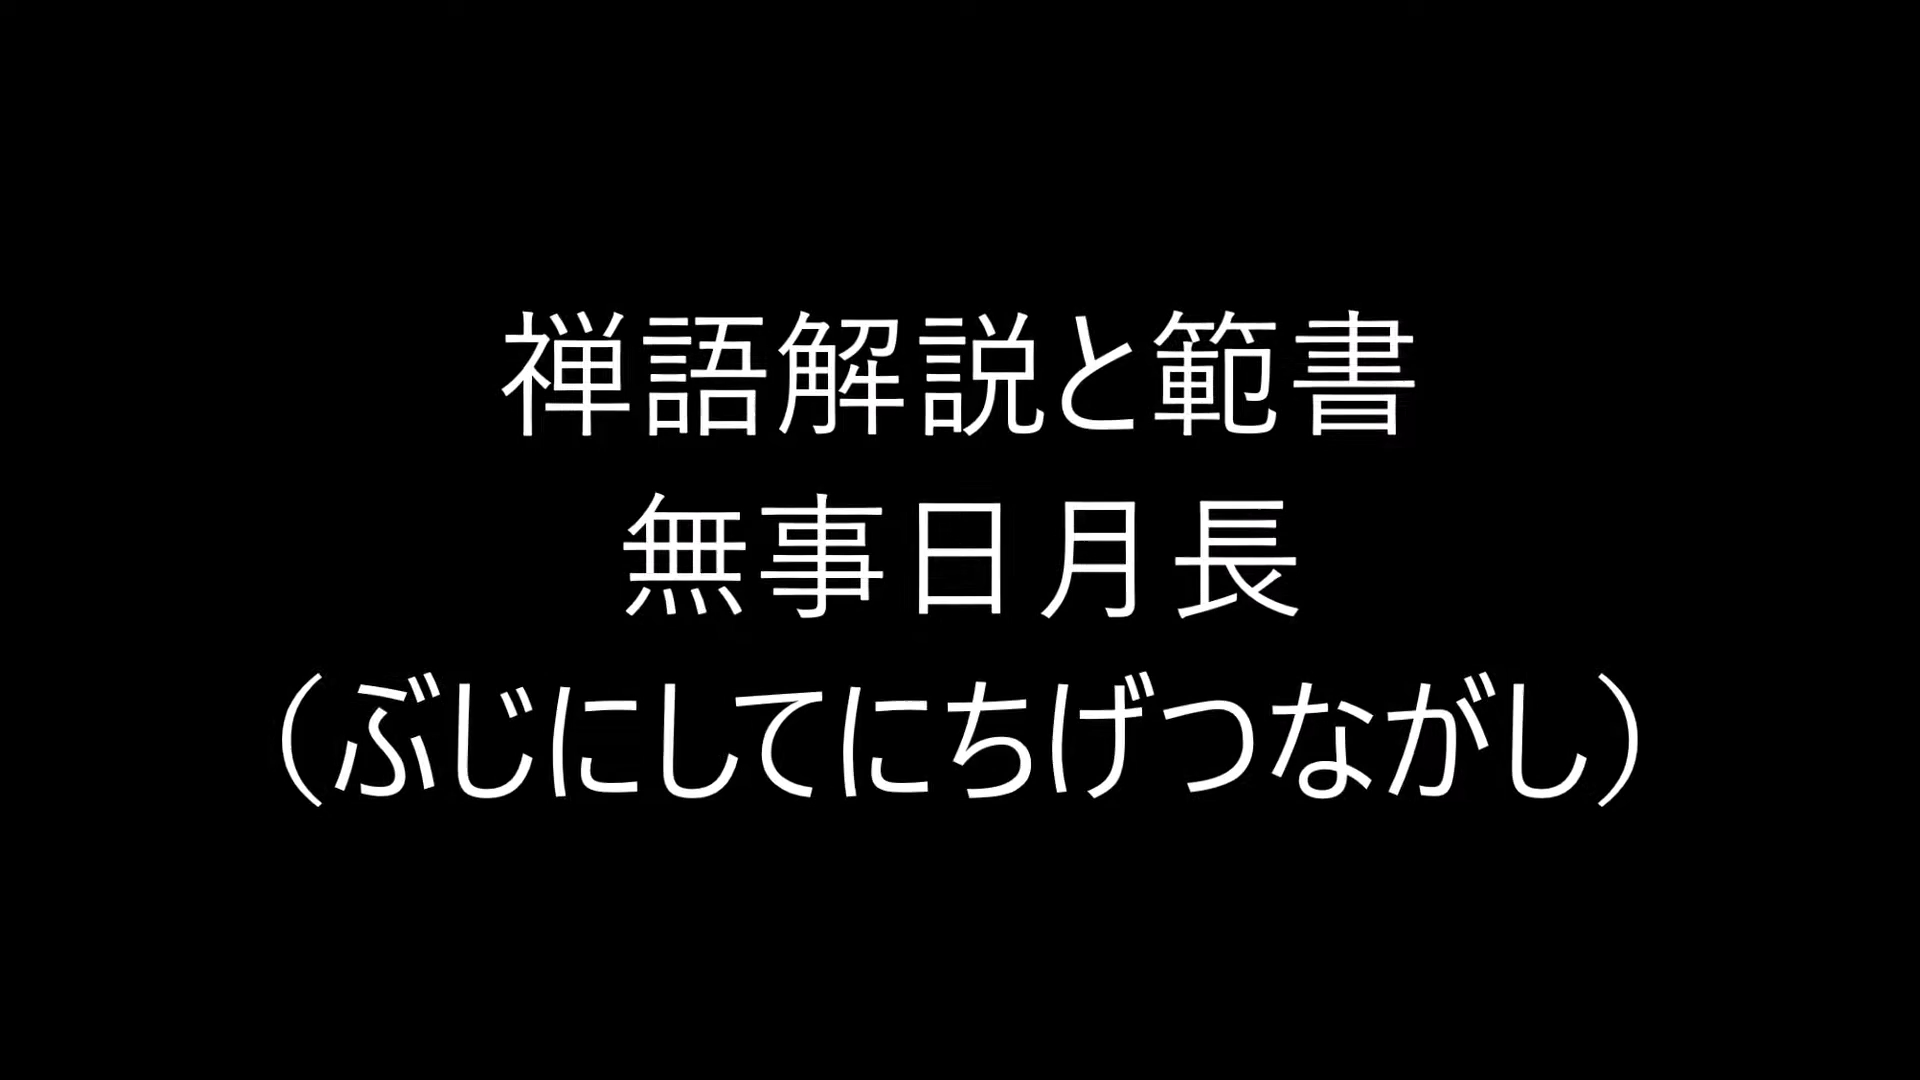 禅語解説と範書
無事日月長
（ぶじにしてにちげつながし）